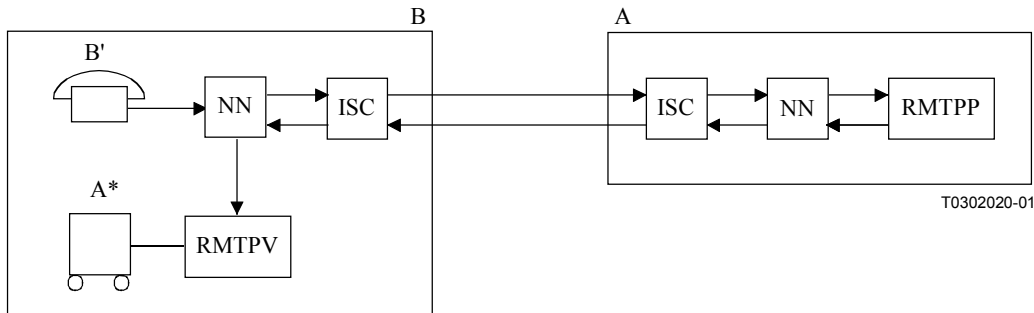 B
A
B'
NN
ISC
ISC
NN
RMTPP
A*
RMTPV
T0302020-01